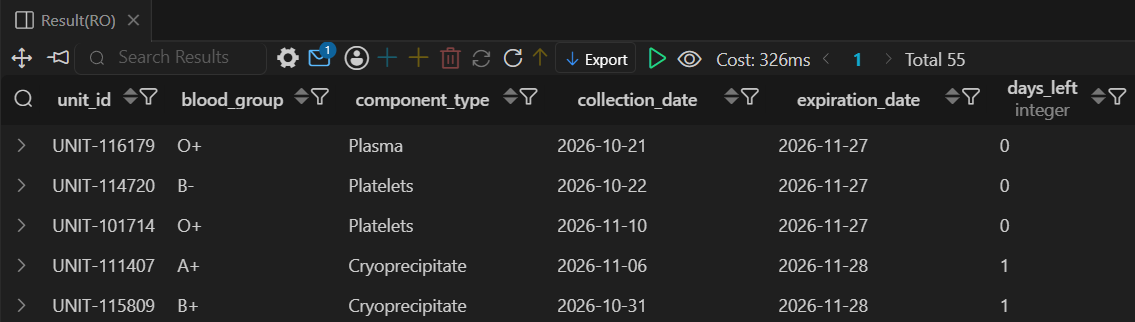 Result(RO)
Search Results 1 Export Cost: 326ms 1 Total 55
unit_id blood_group component_type collection_date expiration_date days_left
integer
UNIT-116179 O+ Plasma 2026-10-21 2026-11-27 0
UNIT-114720 B- Platelets 2026-10-22 2026-11-27 0
UNIT-101714 O+ Platelets 2026-11-10 2026-11-27 0
UNIT-111407 A+ Cryoprecipitate 2026-11-06 2026-11-28 1
UNIT-115809 B+ Cryoprecipitate 2026-10-31 2026-11-28 1